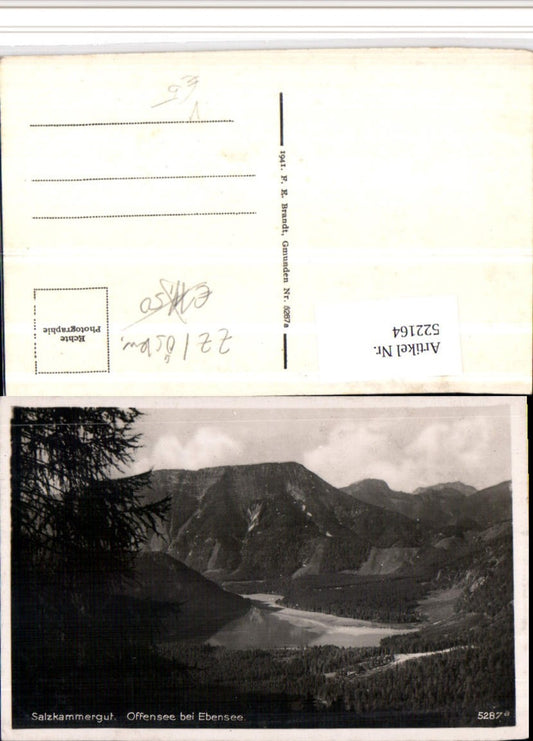 1941. F. E. Brandt, Gmunden Nr. 5287a
Echte
Photographie
Artikel Nr.
522164
Salzkammergut. Offensee bei Ebensee.
5287a